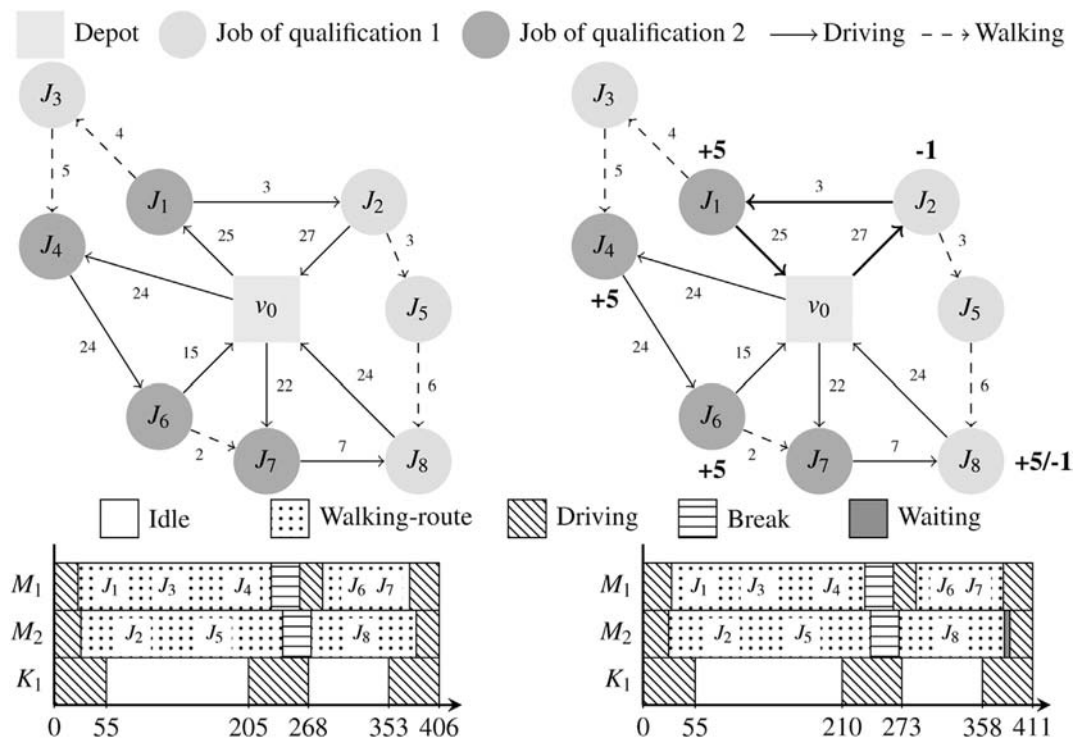 Depot Job of qualification 1 Job of qualification 2 Driving Walking
J3
4
5
J1
3
J2
J4
25
27
3
24
v0
J5
24
15
22
24
6
J6
2
J7
7
J8
J3
4
5
+5
-1
J1
3
J2
J4
25
27
3
+5
24
v0
J5
24
15
22
24
6
J6
2
J7
7
J8
+5/-1
+5
Idle Walking-route Driving Break Waiting
M1 J1 J3 J4 J6 J7
M2 J2 J5 J8
K1
0 55 205 268 353 406
M1 J1 J3 J4 J6 J7
M2 J2 J5 J8
K1
0 55 210 273 358 411